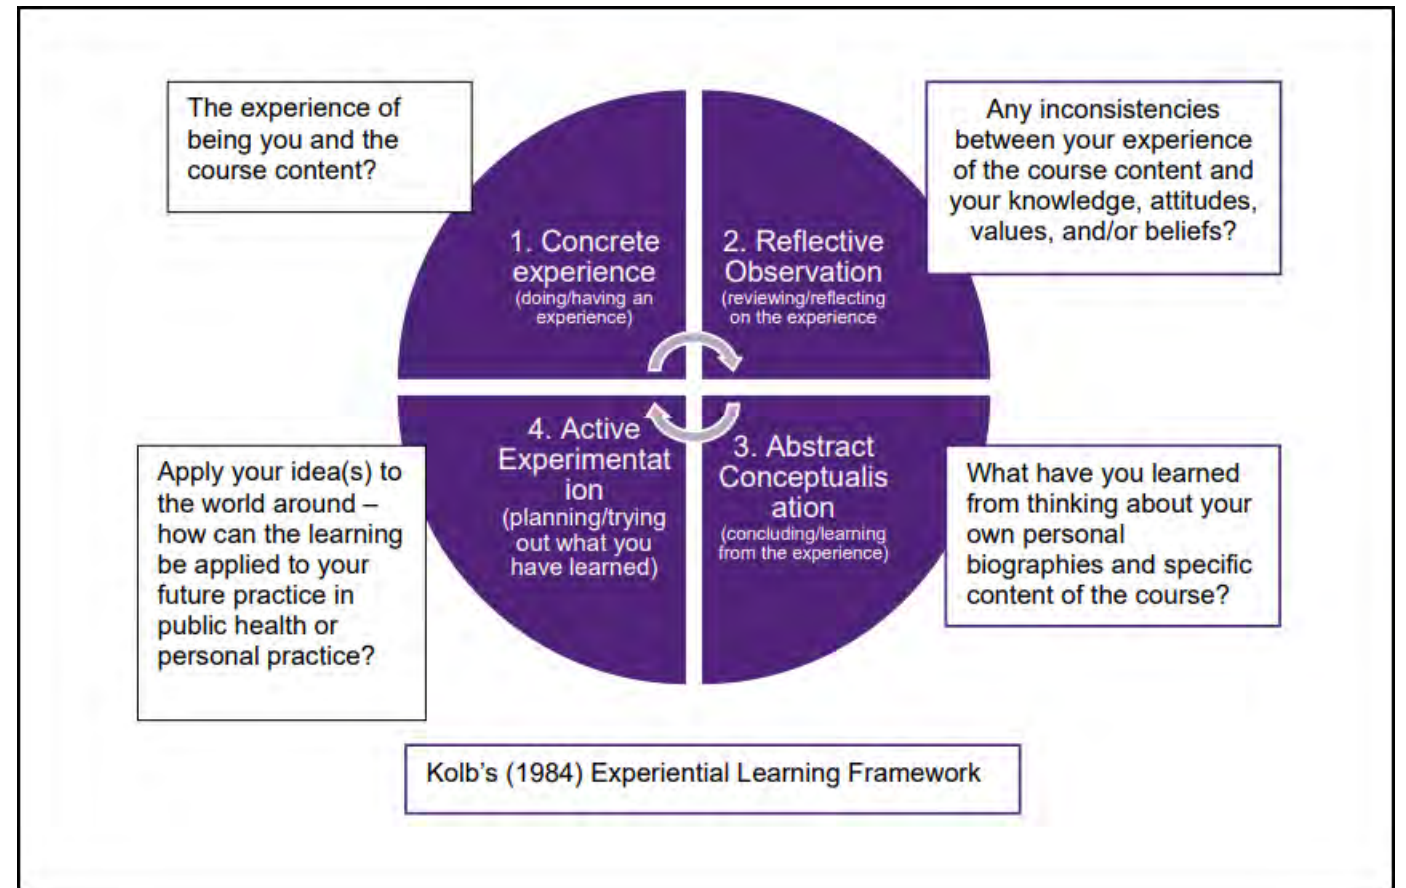 The experience of
being you and the
course content?
Any inconsistencies
between your experience
of the course content and
your knowledge, attitudes,
values, and/or beliefs?
1. Concrete
experience
(doing/having an
experience)
2. Reflective
Observation
(reviewing/reflecting
on the experience
4. Active
Experimentat
ion
(planning/trying
out what you
have learned)
3. Abstract
Conceptualis
ation
(concluding/learning
from the experience)
Apply your idea(s) to
the world around –
how can the learning
be applied to your
future practice in
public health or
personal practice?
What have you learned
from thinking about your
own personal
biographies and specific
content of the course?
Kolb’s (1984) Experiential Learning Framework